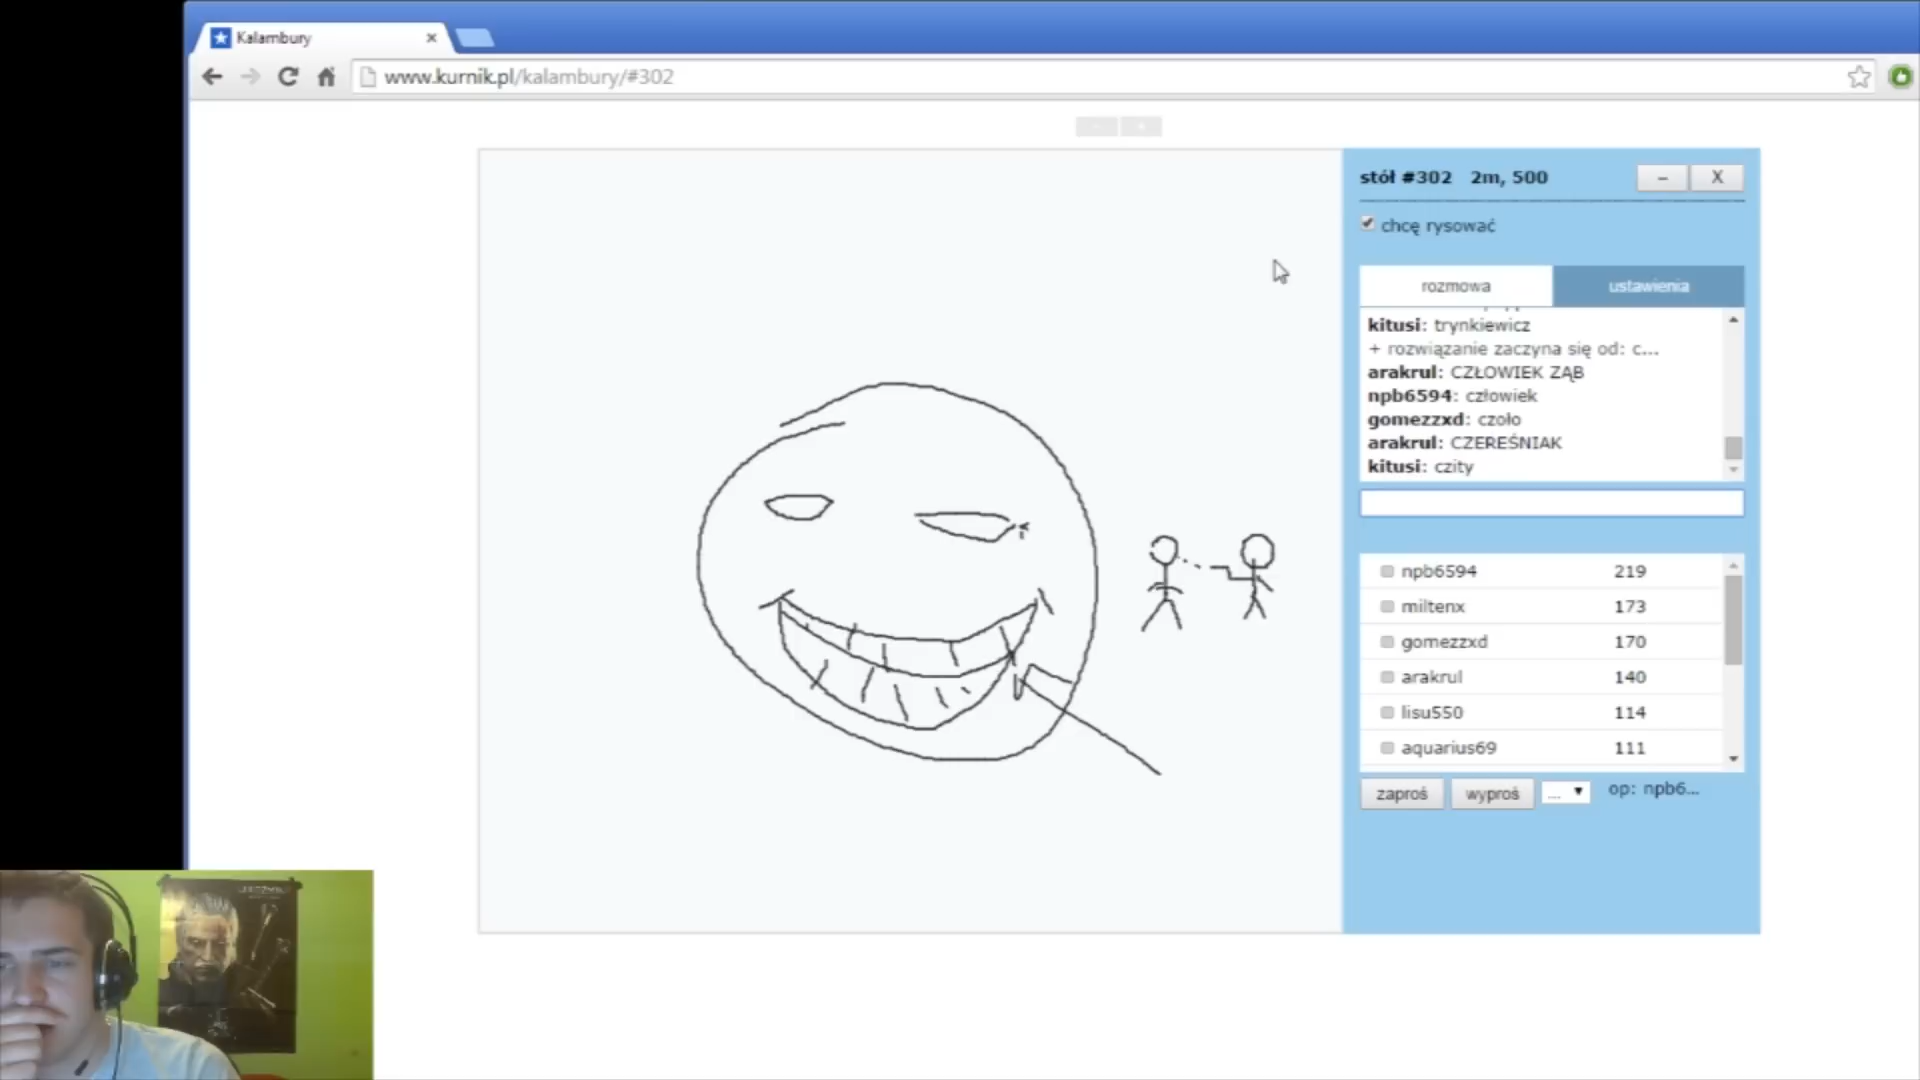 Kalambury
www.kurnik.pl/kalambury/#302
stół #302 2m, 500
– X
chcę rysować
rozmowa ustawienia
kitusi: trynkiewicz
+ rozwiązanie zaczyna się od: c...
arakrul: CZŁOWIEK ZĄB
npb6594: człowiek
gomezzxd: czoło
arakrul: CZEREŚNIAK
kitusi: czity
npb6594 219
miltenx 173
gomezzxd 170
arakrul 140
lisu550 114
aquarius69 111
zaproś wyproś ... op: npb6...